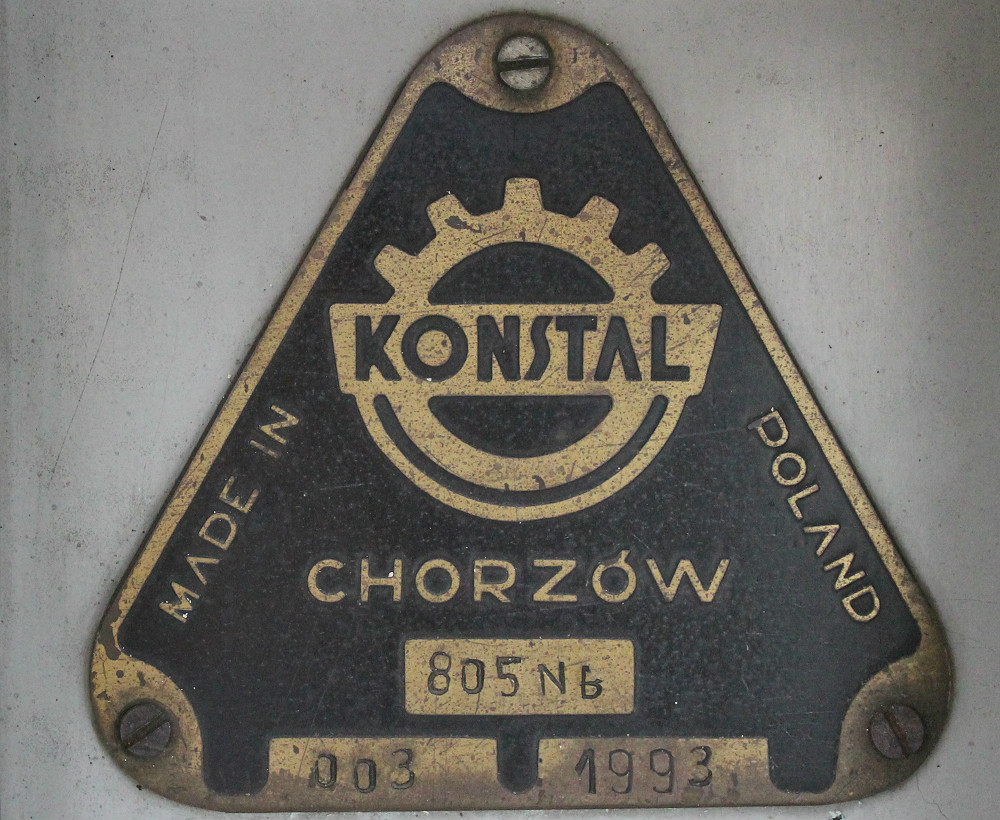 KONSTAL
MADE IN
POLAND
CHORZÓW
805Nb
003
1993